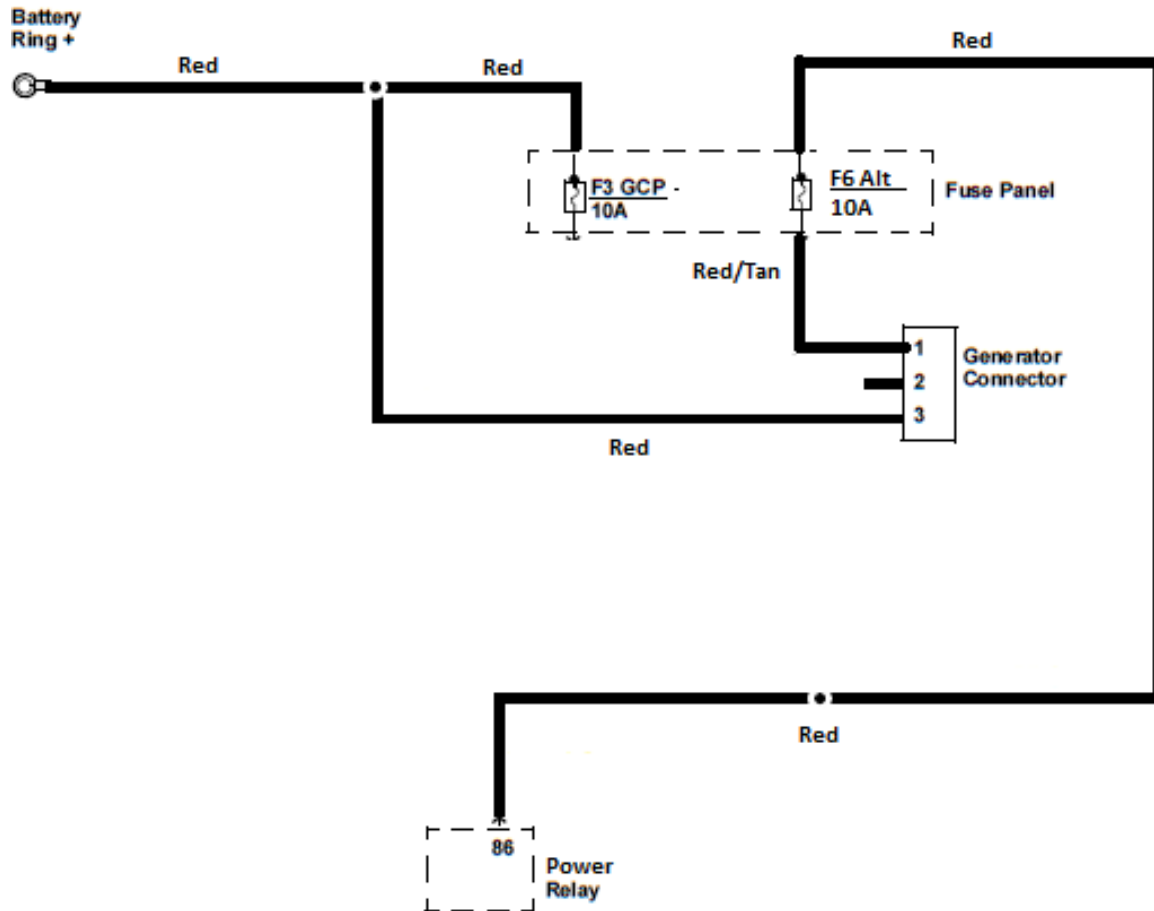 Battery
Ring +
Red
Red
Red
F3 GCP -
10A
F6 Alt
10A
Fuse Panel
Red/Tan
1
2
3
Generator
Connector
Red
Red
86
Power
Relay